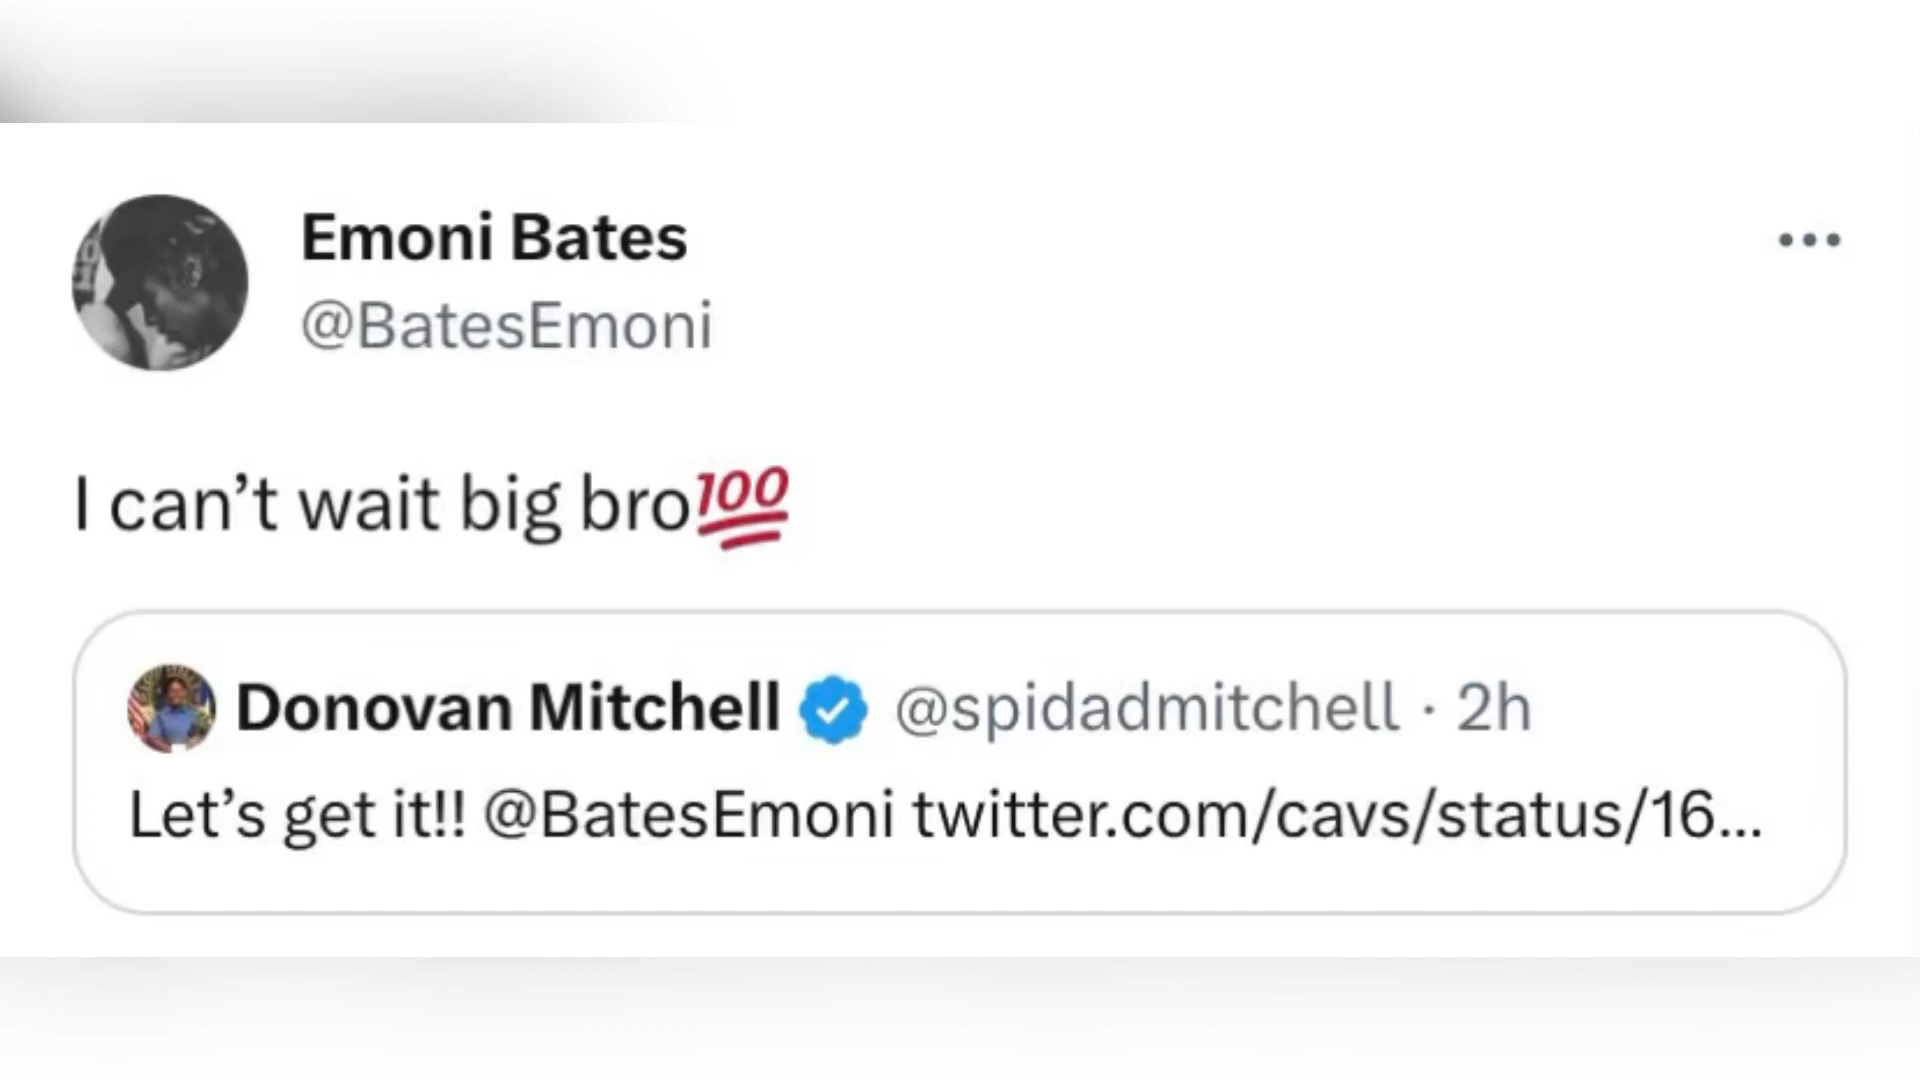 Emoni Bates
@BatesEmoni
I can’t wait big bro💯
Donovan Mitchell @spidadmitchell · 2h
Let’s get it!! @BatesEmoni twitter.com/cavs/status/16...